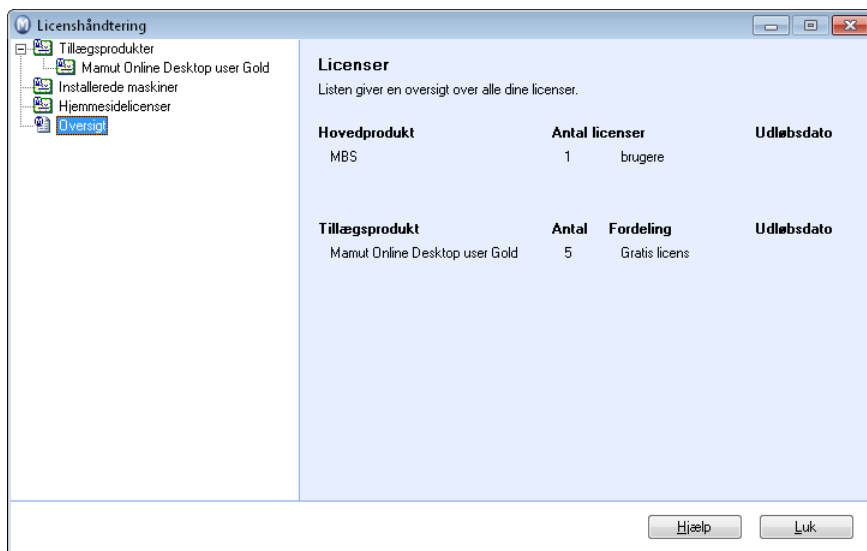 Licenshåndtering
Tillægsprodukter
Mamut Online Desktop user Gold
Installerede maskiner
Hjemmesidelicenser
Oversigt
Licenser
Listen giver en oversigt over alle dine licenser.
Hovedprodukt Antal licenser Udløbsdato
MBS 1 brugere
Tillægsprodukt Antal Fordeling Udløbsdato
Mamut Online Desktop user Gold 5 Gratis licens
Hjælp Luk